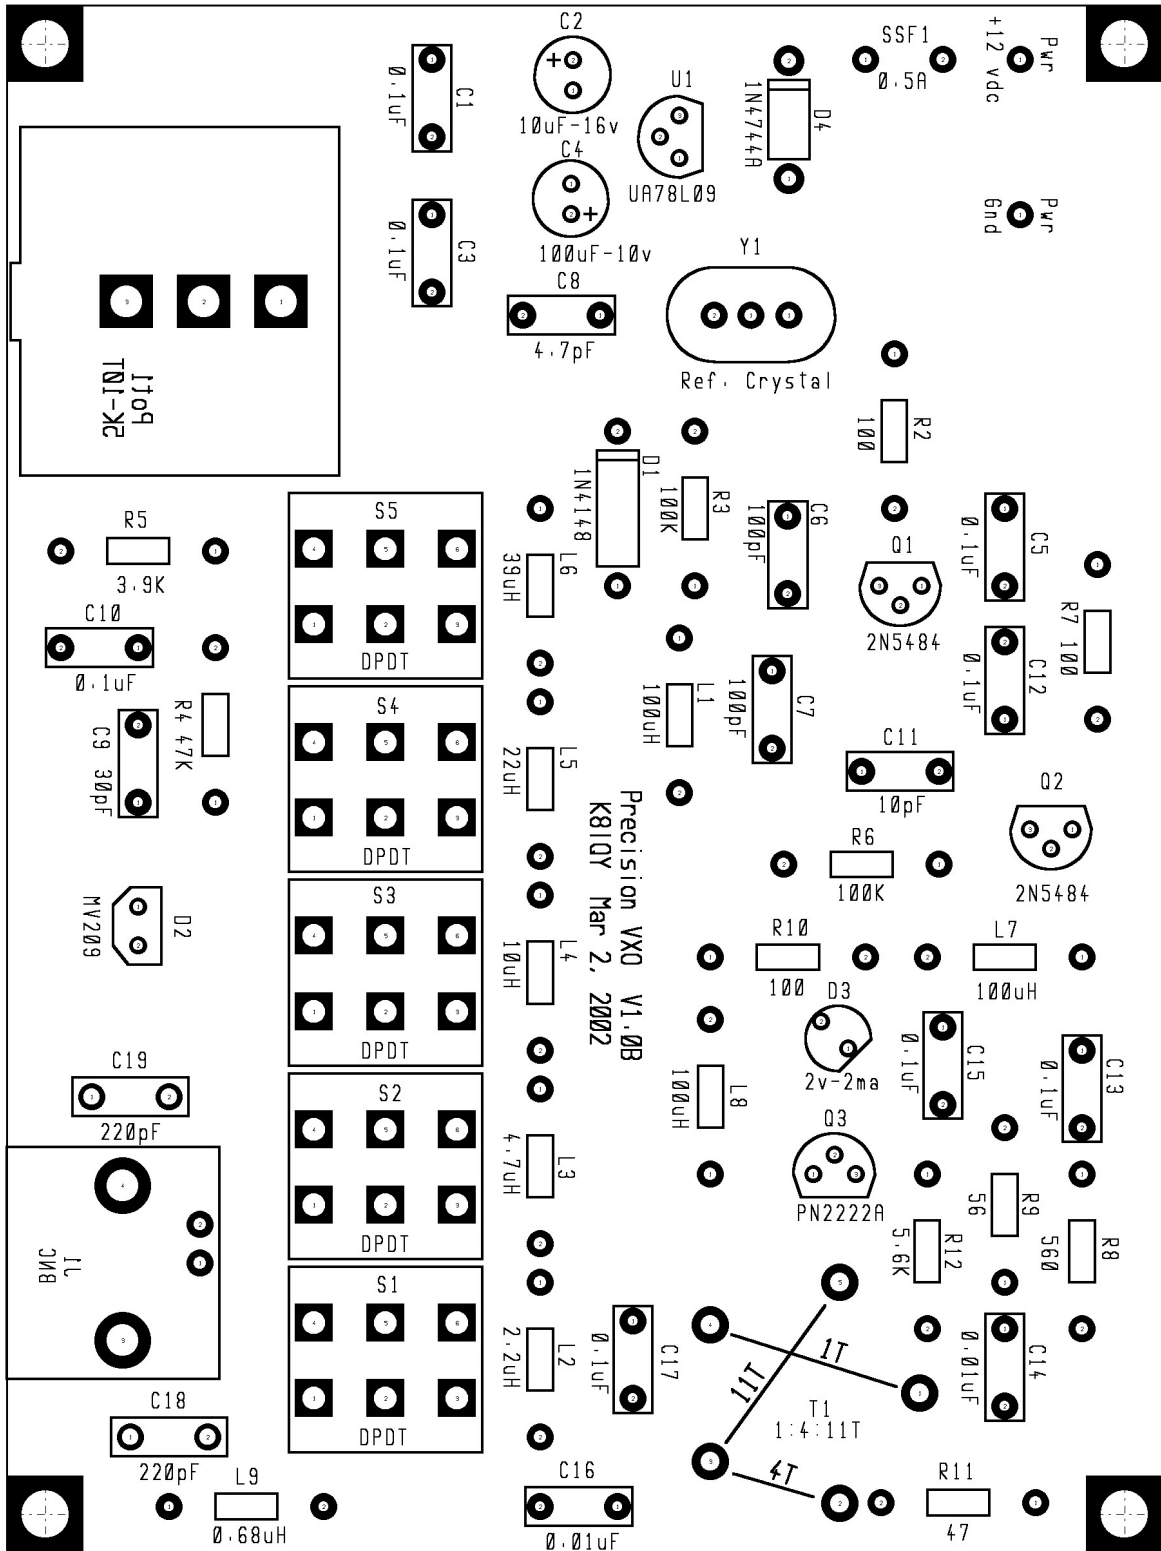 C2
10uF-16v
C1
0.1uF
U1
UA78L09
D4
1N4744A
SSF1
0.5A
+12 vdc
Pwr
C4
100uF-10v
C3
0.1uF
Pwr
Gnd
C8
4.7pF
Y1
Ref. Crystal
Pot1
5K-10T
R2
100
D1
1N4148
R3
100K
C6
100pF
Q1
2N5484
C5
0.1uF
R5
3.9K
S5
DPDT
L6
39uH
C10
0.1uF
R7 100
C12
0.1uF
L1
100uH
C7
100pF
R4 47K
C9 30pF
S4
DPDT
L5
22uH
C11
10pF
Q2
2N5484
Precision VXO V1.0B
K8IQY Mar 2, 2002
R6
100K
D2
MV209
S3
DPDT
L4
10uH
R10
100
L7
100uH
D3
2v-2ma
C15
0.1uF
C13
0.1uF
C19
220pF
S2
DPDT
L3
4.7uH
L8
100uH
Q3
PN2222A
R9
56
R12
5.6K
R8
560
J1
BNC
S1
DPDT
L2
2.2uH
C17
0.1uF
1T
11T
T1
1:4:11T
4T
C14
0.01uF
C18
220pF
L9
0.68uH
C16
0.01uF
R11
47